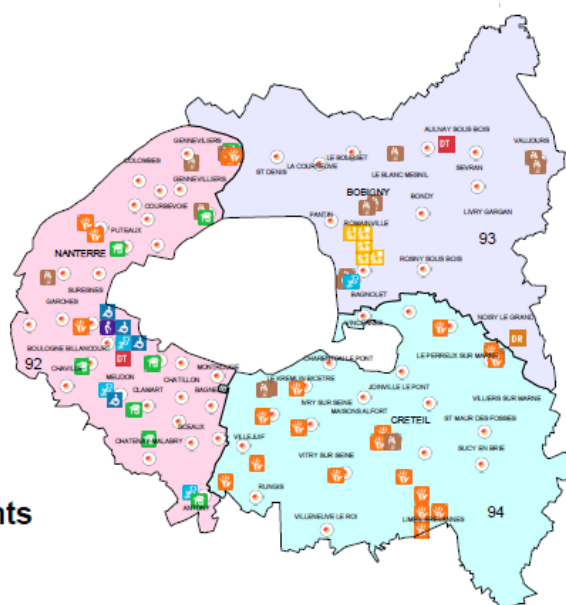 GENNEVILIERS
AULNAY SOUS BOIS
DT
VAUJOURS
COLOMBES
LE BOURGET
ST DENIS
LA COURNEUVE
LE BLANC MESNIL
SEVRAN
GENNEVILLIERS
BOBIGNY
BONDY
COURBEVOIE
PANTIN
LIVRY GARGAN
ROMAINVILLE
PUTEAUX
93
NANTERRE
ROSNY SOUS BOIS
SURESNES
BAGNOLET
GARCHES
NOISY LE GRAND
VINCENNES
DR
BOULOGNE BILLANCOURT
92
DT
CHARENTON LE PONT
LE PERREUX SUR MARNE
CHAVILLE
MEUDON
MONTROUGE
CHATILLON
LE KREMLIN BICETRE
JOINVILLE LE PONT
VILLIERS SUR MARNE
CLAMART
BAGNEUX
IVRY SUR SEINE
MAISONS ALFORT
CRETEIL
ST MAUR DES FOSSES
SCEAUX
VILLEJUIF
CHATENAY MALABRY
VITRY SUR SEINE
SUCY EN BRIE
RUNGIS
ANTONY
nts
VILLENEUVE LE ROI
LIMEIL BREVANNES
94